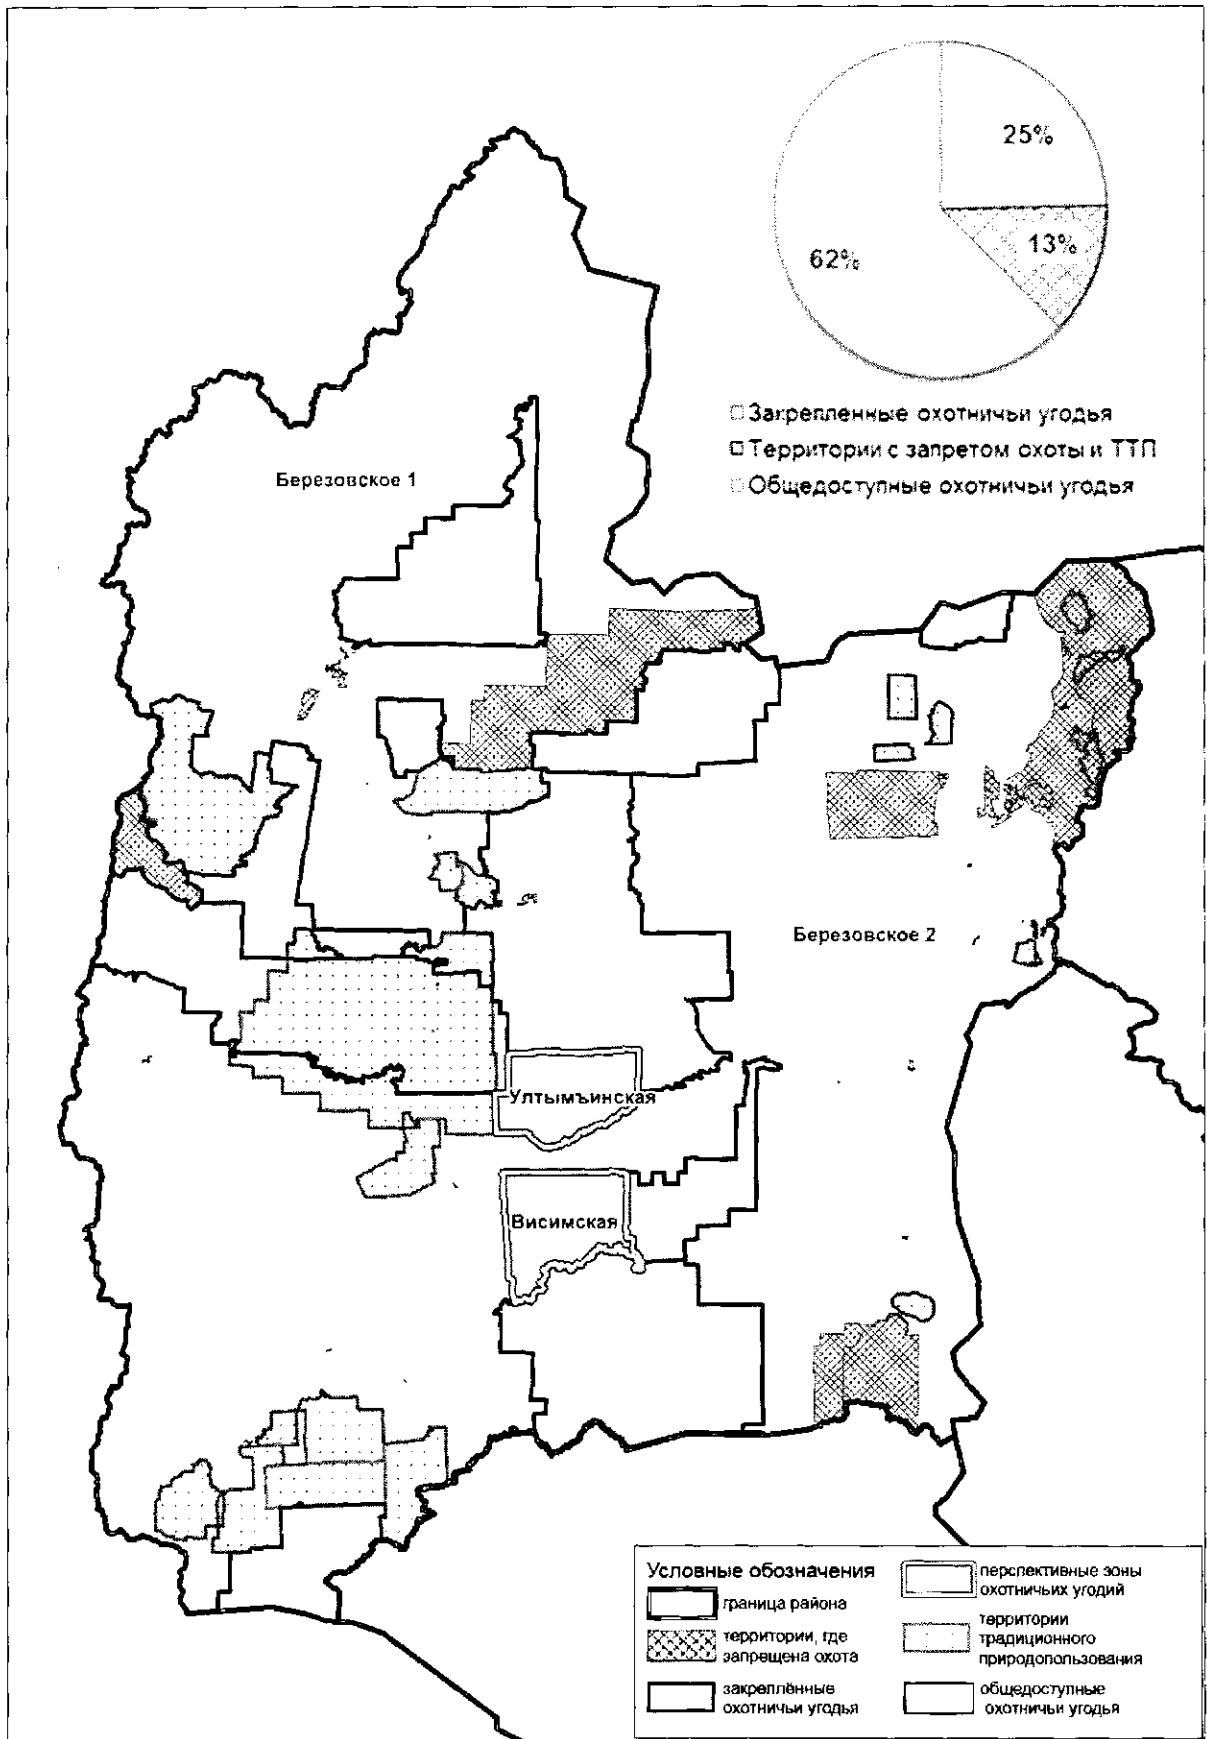 25%
13%
62%
Закрепленные охотничьи угодья
Территории с запретом охоты и ТТП
Общедоступные охотничьи угодья
Березовское 1
Березовское 2
Ултымъинская
Висимская
Условные обозначения
граница района
территории, где
запрещена охота
закреплённые
охотничьи угодья
перспективные зоны
охотничьих угодий
территории
традиционного
природопользования
общедоступные
охотничьи угодья